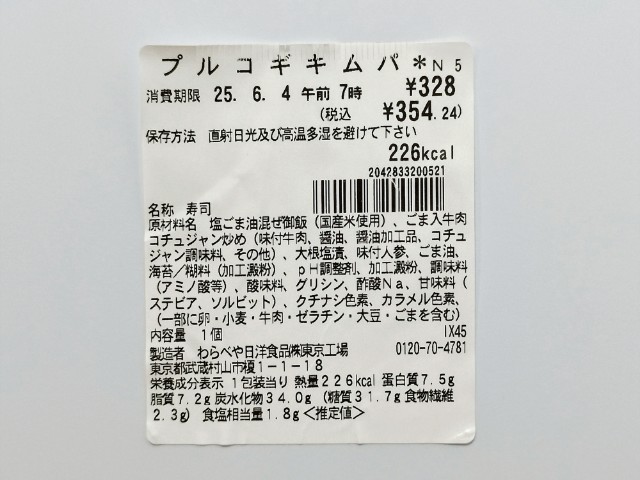 プルコギキムパ＊N5
消費期限 25. 6. 4 午前 7時 ¥328
(税込 ¥354.24)
保存方法 直射日光及び高温多湿を避けて下さい
226kcal
2042833200521
名称 寿司
原材料名 塩ごま油混ぜ御飯（国産米使用）、ごま入牛肉
コチュジャン炒め（味付牛肉、醤油、醤油加工品、コチュ
ジャン調味料、その他）、大根塩漬、味付人参、ごま油、
海苔／糊料（加工澱粉）、pH調整剤、加工澱粉、調味料
（アミノ酸等）、酸味料、グリシン、酢酸Na、甘味料（
ステビア、ソルビット）、クチナシ色素、カラメル色素、
（一部に卵・小麦・牛肉・ゼラチン・大豆・ごまを含む）
内容量 1個 IX45
製造者 わらべや日洋食品㈱東京工場 0120-70-4781
東京都武蔵村山市榎1－1－18
栄養成分表示 1包装当り 熱量226kcal 蛋白質7.5g
脂質7.2g 炭水化物34.0g（糖質31.7g 食物繊維
2.3g） 食塩相当量1.8g＜推定値＞